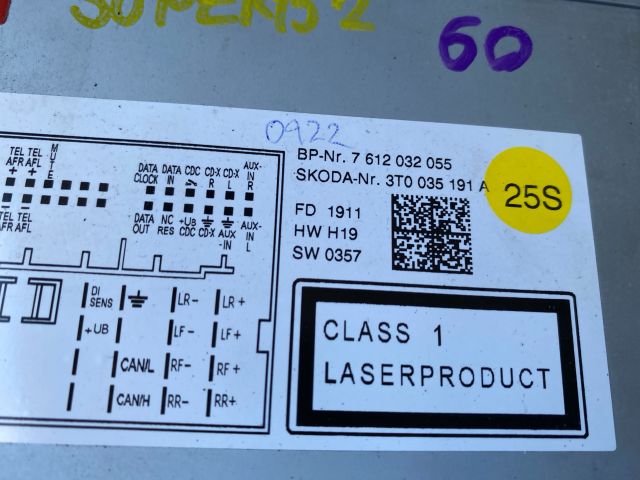 SUPERB 2
60
0922
BP-Nr. 7 612 032 055
SKODA-Nr. 3T0 035 191 A
25S
FD 1911
HW H19
SW 0357
TEL TEL MUTE
AFR AFL
+ +
DATA DATA CDC CD-X CD-X AUX-
CLOCK IN R L IN
R
- -
TEL TEL
AFR AFL
DATA NC +UB AUX-
OUT RES CDC CD-X AUX IN
-IN L
DI
SENS
LR- LR+
+UB LF- LF+
CAN/L RF- RF+
CAN/H RR- RR+
CLASS 1
LASERPRODUCT